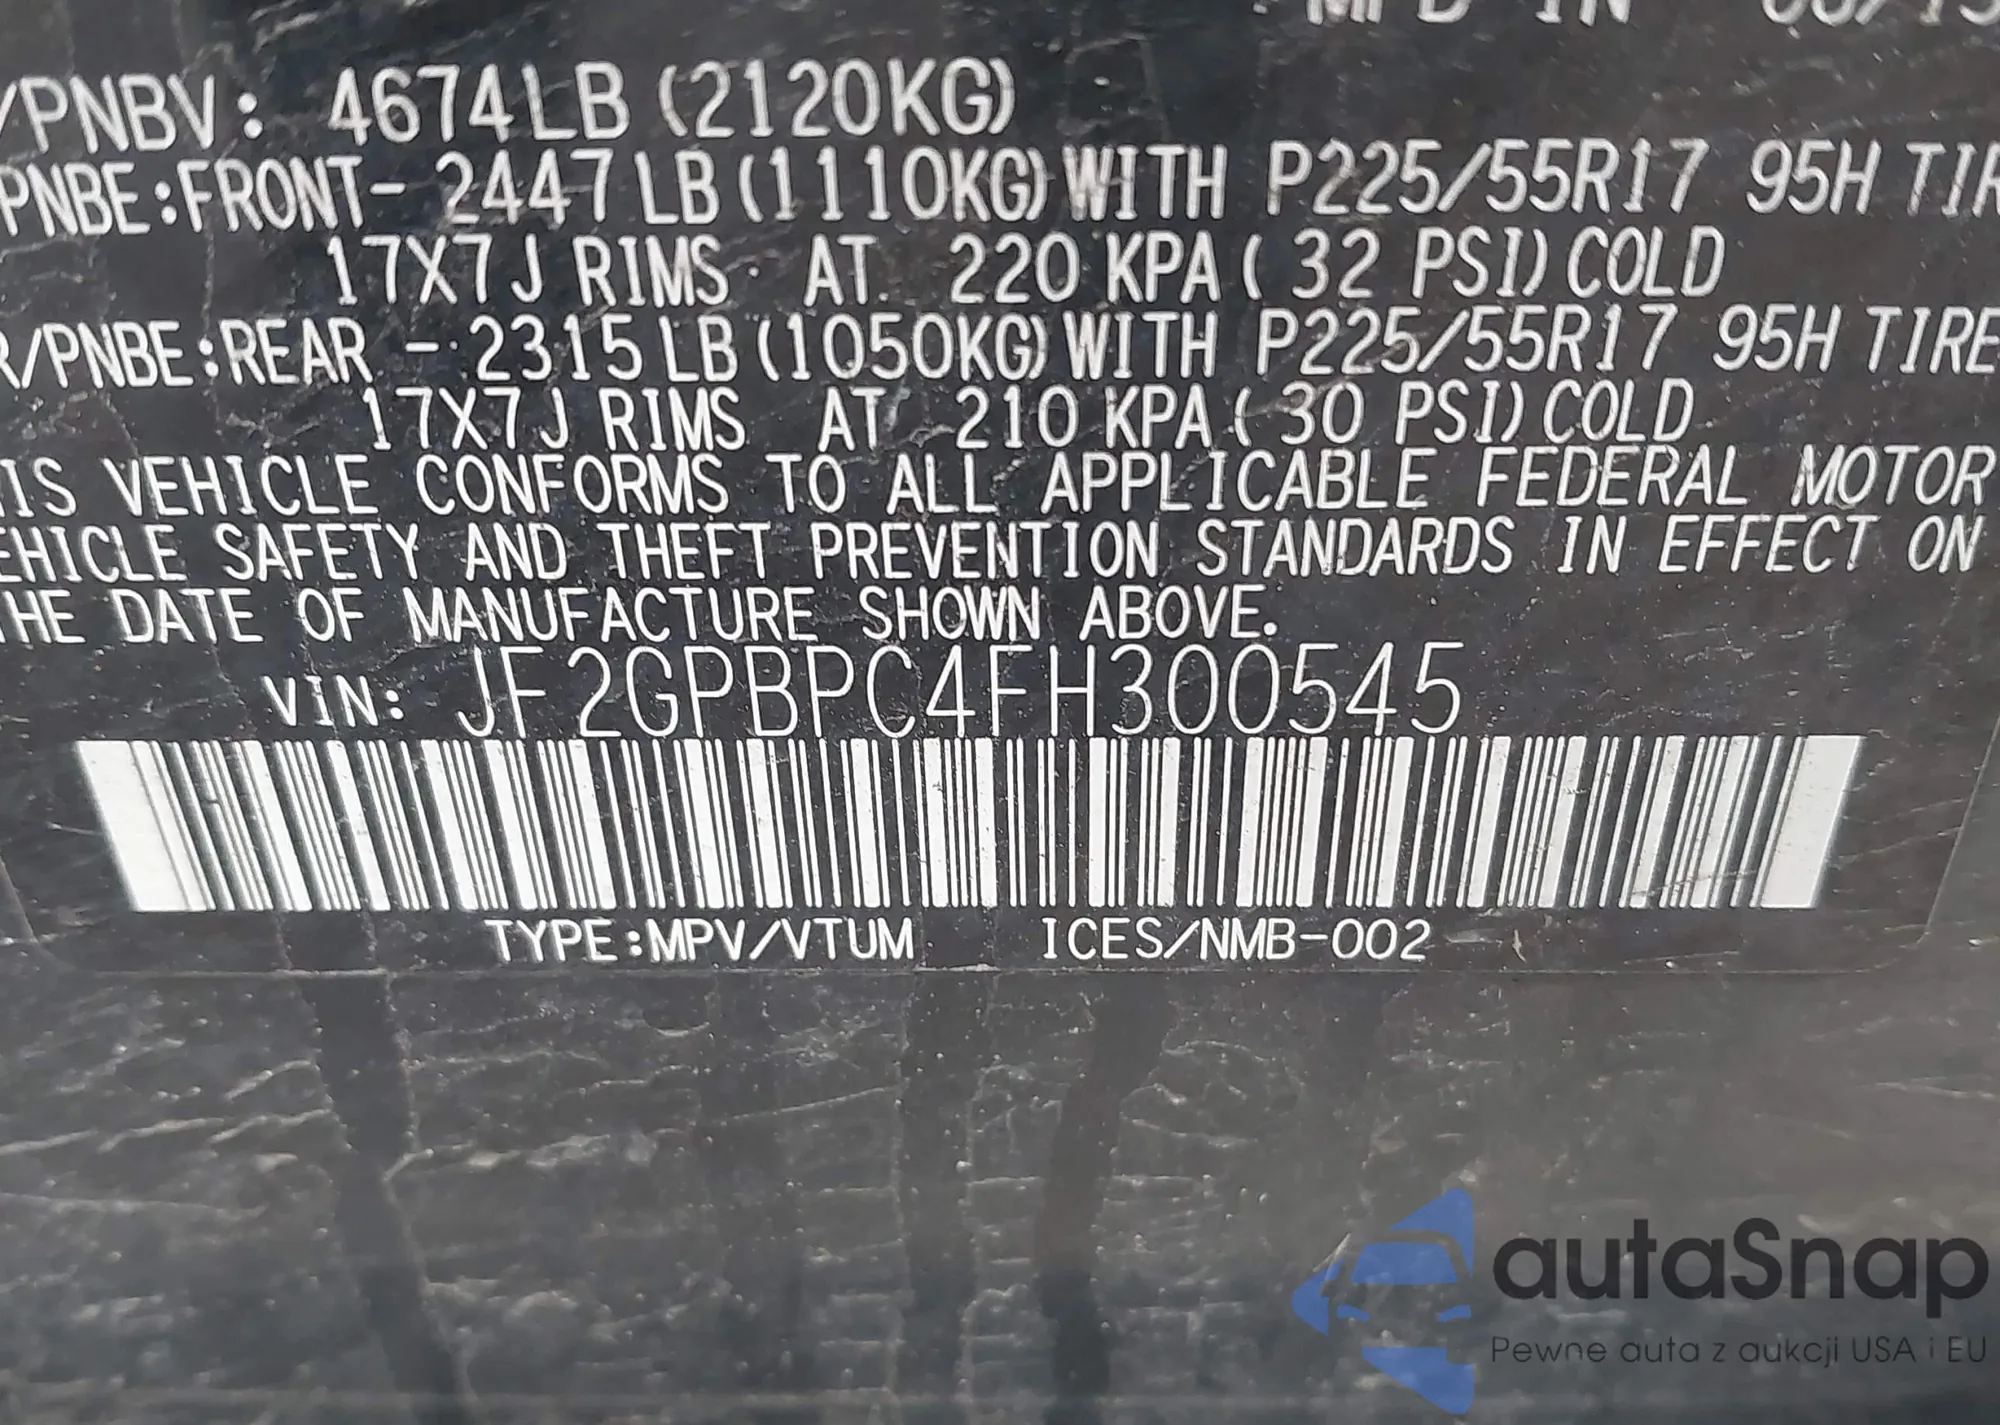 MFD IN
/PNBV: 4674LB (2120KG)
PNBE:FRONT- 2447LB (1110KG) WITH P225/55R17 95H TIR
17X7J RIMS AT 220 KPA ( 32 PSI) COLD
R/PNBE:REAR - 2315LB (1050KG) WITH P225/55R17 95H TIRE
17X7J RIMS AT 210 KPA ( 30 PSI) COLD
IS VEHICLE CONFORMS TO ALL APPLICABLE FEDERAL MOTOR
EHICLE SAFETY AND THEFT PREVENTION STANDARDS IN EFFECT ON
HE DATE OF MANUFACTURE SHOWN ABOVE.
VIN: JF2GPBPC4FH300545
TYPE:MPV/VTUM ICES/NMB-002
autaSnap
Pewne auta z aukcji USA i EU